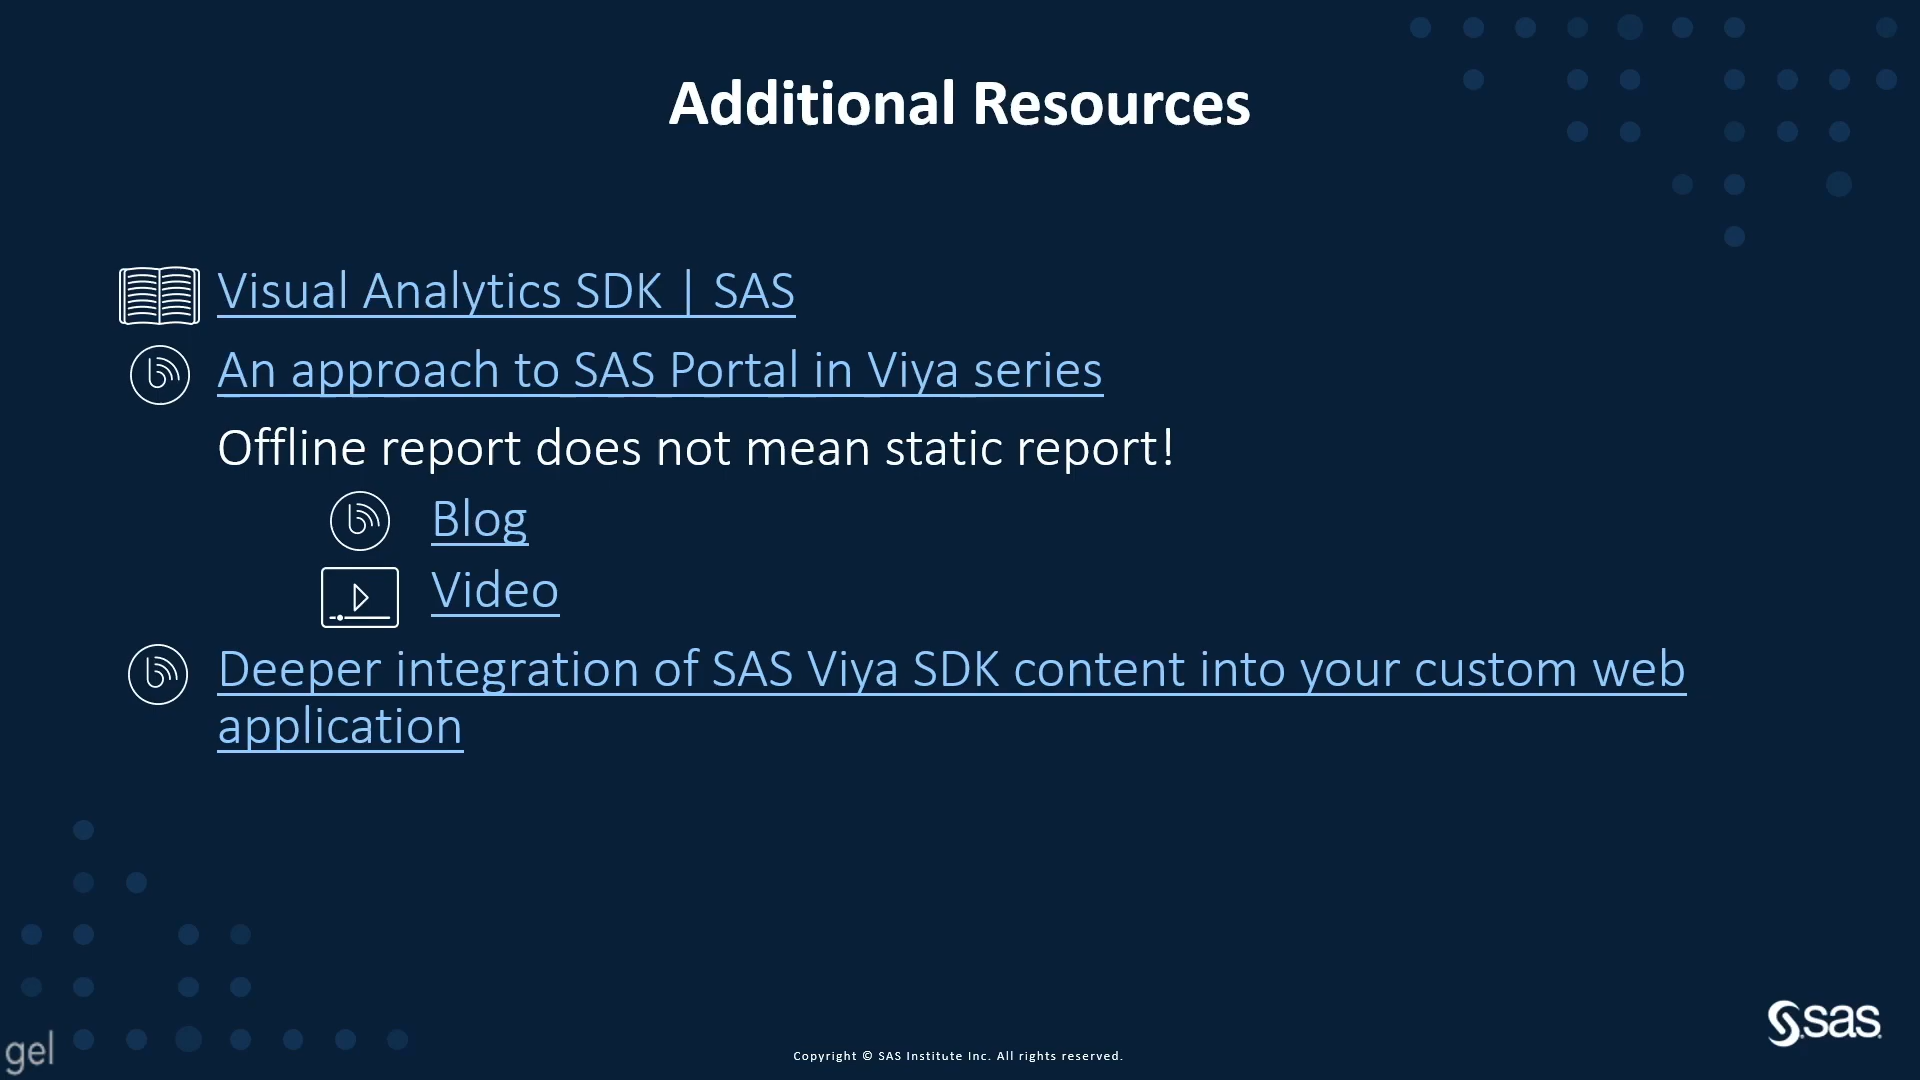 Additional Resources
Visual Analytics SDK | SAS
An approach to SAS Portal in Viya series
Offline report does not mean static report!
Blog
Video
Deeper integration of SAS Viya SDK content into your custom web
application
sas
gel
Copyright © SAS Institute Inc. All rights reserved.